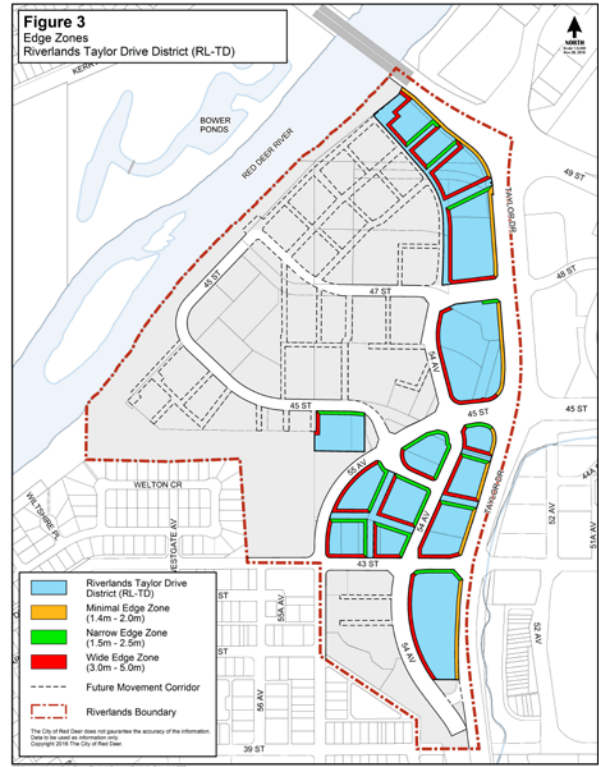 Figure 3
Edge Zones
Riverlands Taylor Drive District (RL-TD)
NORTH
KERRY
BOWER
PONDS
RED DEER RIVER
49 ST
TAYLOR DR
48 ST
45 ST
47 ST
54 AV
45 ST
45 ST
45 ST
55 AV
TAYLOR DR
44A
WELTON CR
WILTSHIRE PL
WESTGATE AV
54 AV
52 AV
51A AV
43 ST
Riverlands Taylor Drive
District (RL-TD)
Minimal Edge Zone
(1.4m - 2.0m)
Narrow Edge Zone
(1.5m - 2.5m)
Wide Edge Zone
(3.0m - 5.0m)
Future Movement Corridor
Riverlands Boundary
ST
55A AV
ST
54 AV
52 AV
56 AV
39 ST
The City of Red Deer does not gaurantee the accuracy of the information.
Data to be used as information only.
Copyright 2016 The City of Red Deer.